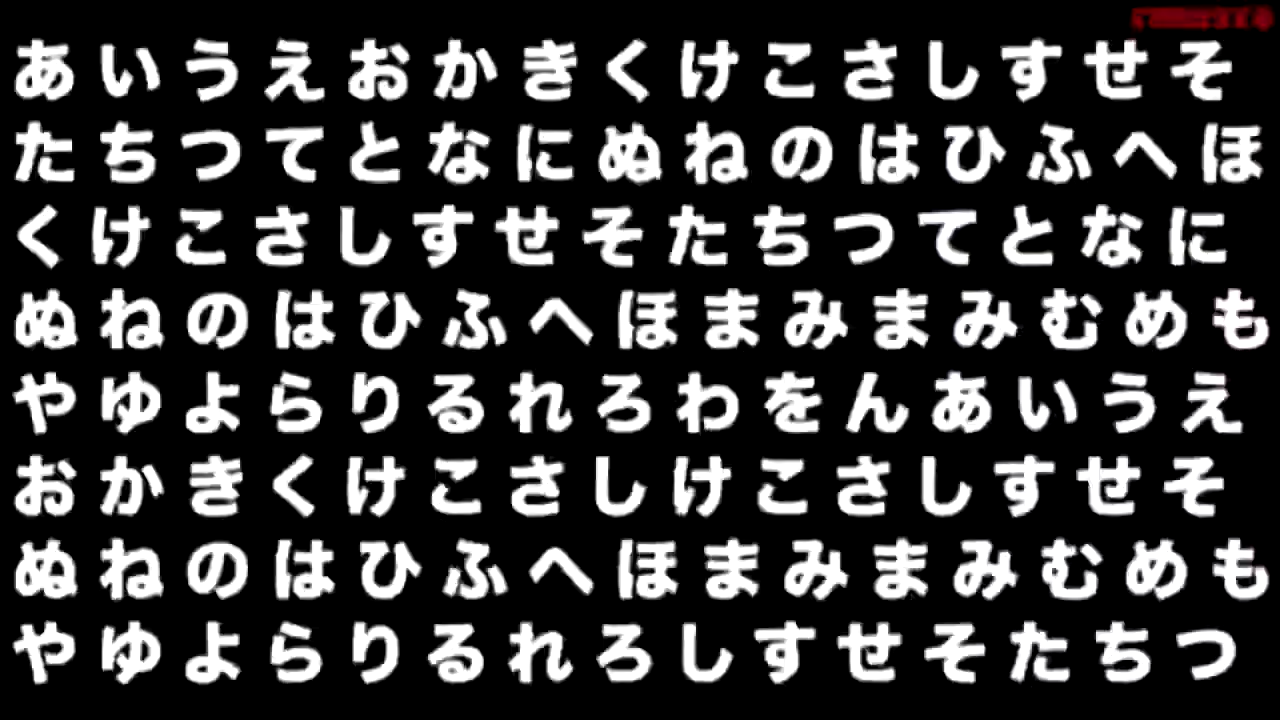 あいうえおかきくけこさしすせそ
たちつてとなにぬねのはひふへほ
くけこさしすせそたちつてとなに
ぬねのはひふへほまみまみむめも
やゆよらりるれろわをんあいうえ
おかきくけこさしけこさしすせそ
ぬねのはひふへほまみまみむめも
やゆよらりるれろしすせそたちつ